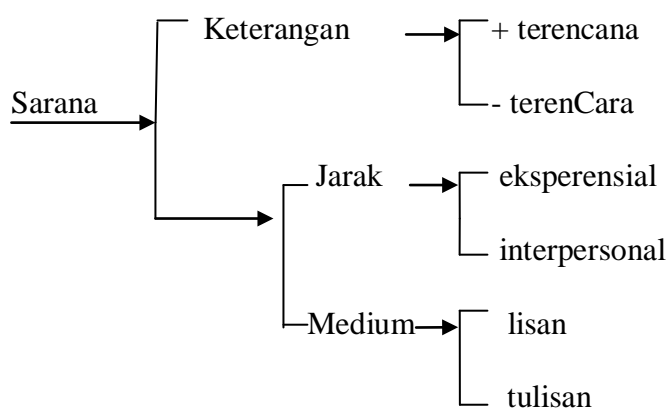 Keterangan + terencana
Sarana - terenCara
Jarak eksperensial
interpersonal
Medium lisan
tulisan